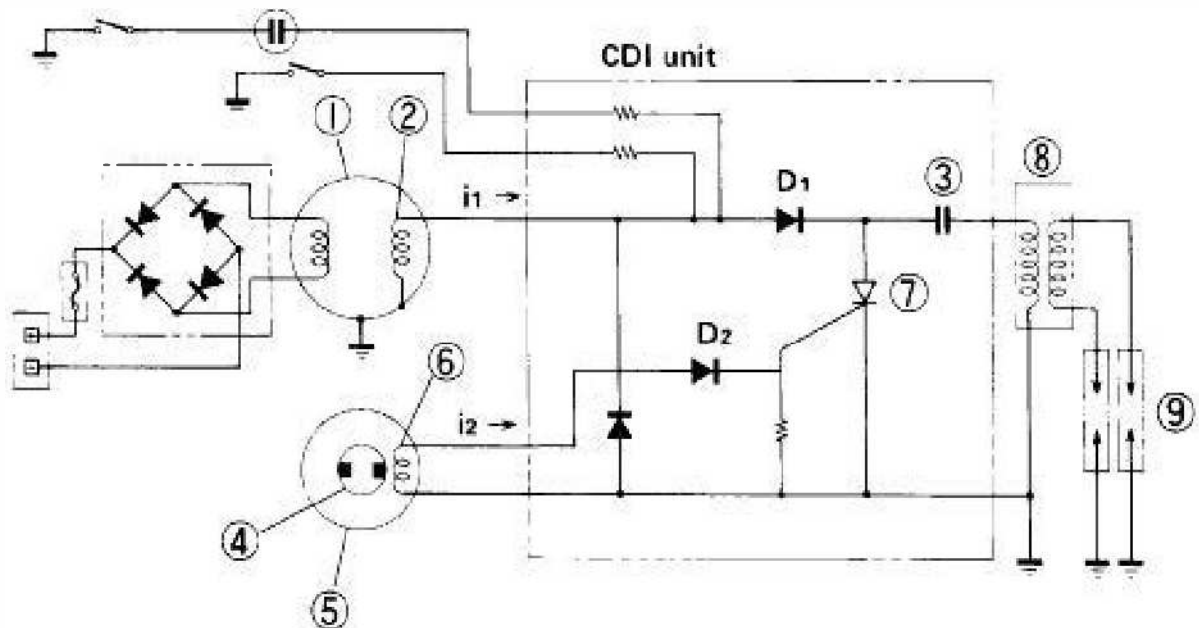 CDI unit
① ②
i₁ →
D₁
③
⑧
⑦
D₂
⑥
i₂ →
⑨
④
⑤
+
+